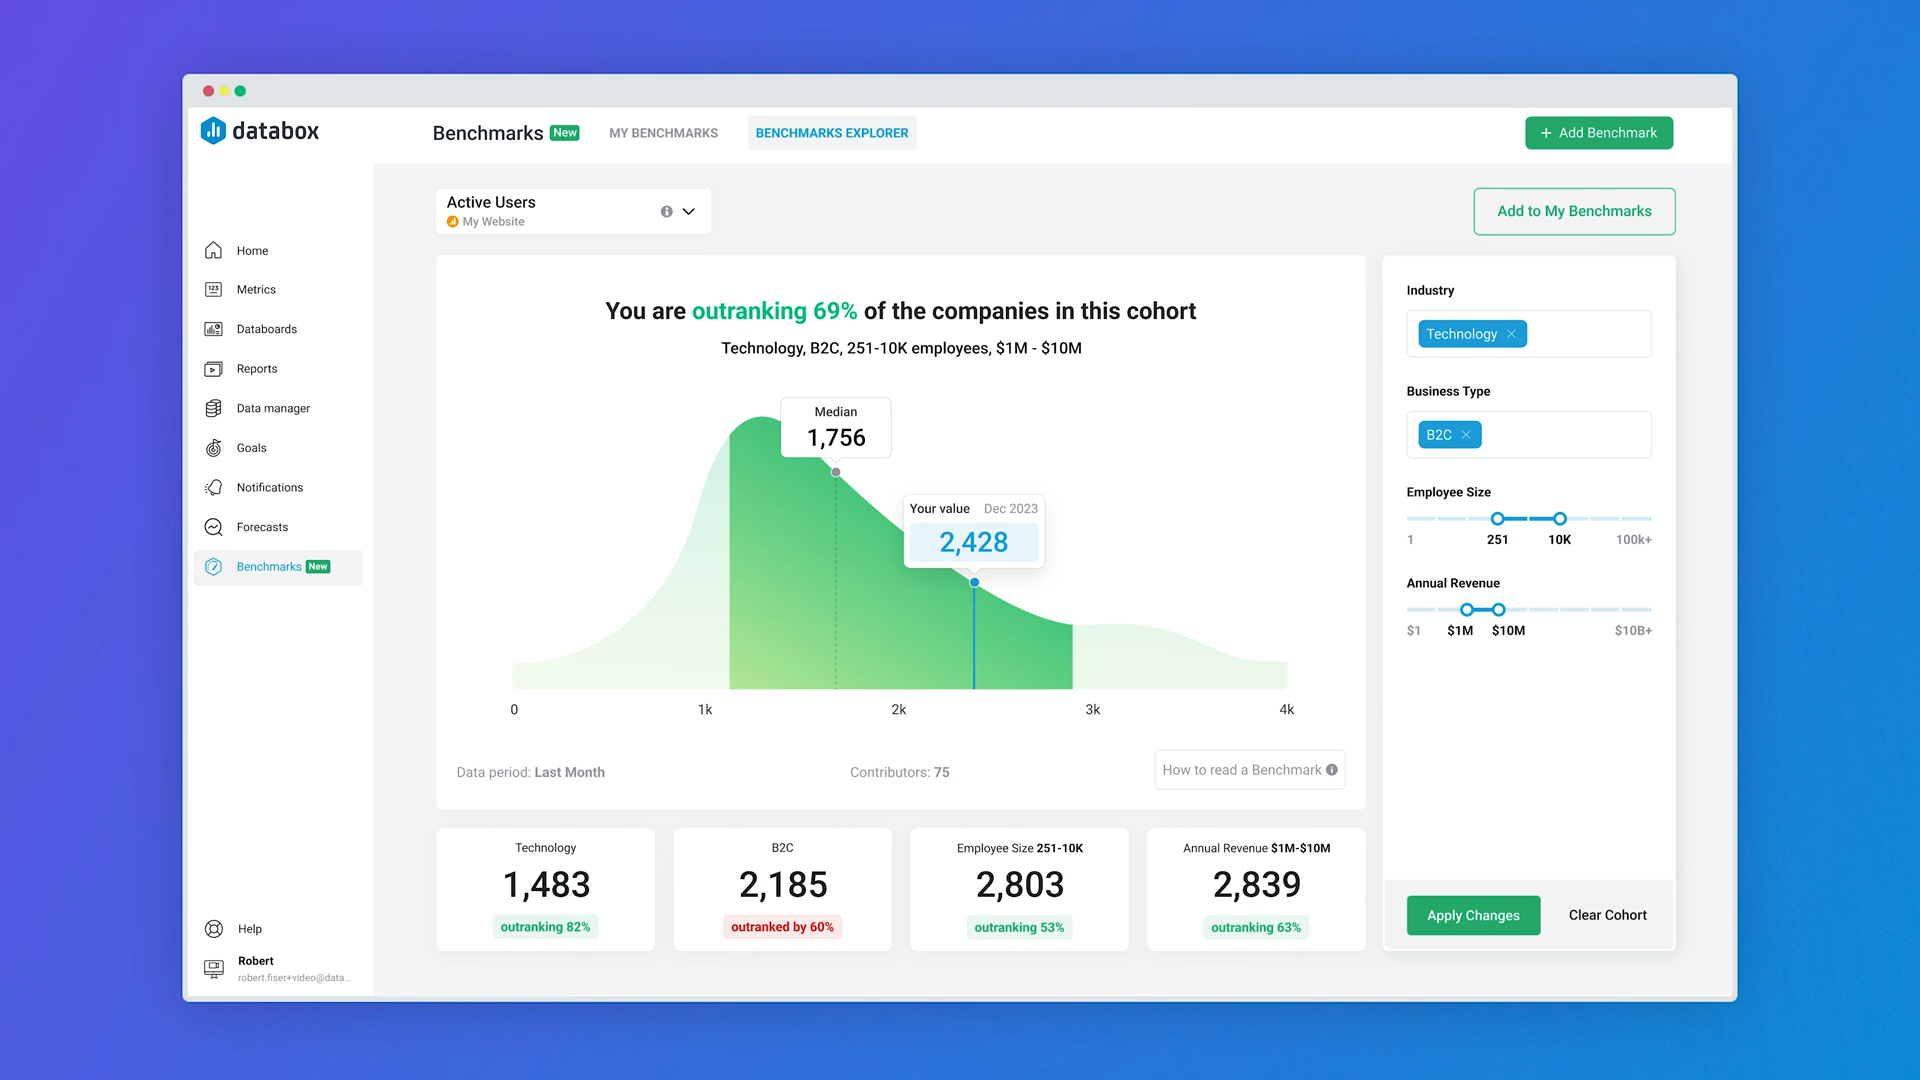 databox
Benchmarks New
MY BENCHMARKS
BENCHMARKS EXPLORER
+ Add Benchmark
Home
Metrics
Databoards
Reports
Data manager
Goals
Notifications
Forecasts
Benchmarks New
Help
Robert
robert.fiser+video@data...
Active Users
My Website
Add to My Benchmarks
You are outranking 69% of the companies in this cohort
Technology, B2C, 251-10K employees, $1M - $10M
Median
1,756
Your value Dec 2023
2,428
0 1k 2k 3k 4k
Data period: Last Month
Contributors: 75
How to read a Benchmark
Technology
1,483
outranking 82%
B2C
2,185
outranked by 60%
Employee Size 251-10K
2,803
outranking 53%
Annual Revenue $1M-$10M
2,839
outranking 63%
Industry
Technology
Business Type
B2C
Employee Size
1 251 10K 100k+
Annual Revenue
$1 $1M $10M $10B+
Apply Changes
Clear Cohort